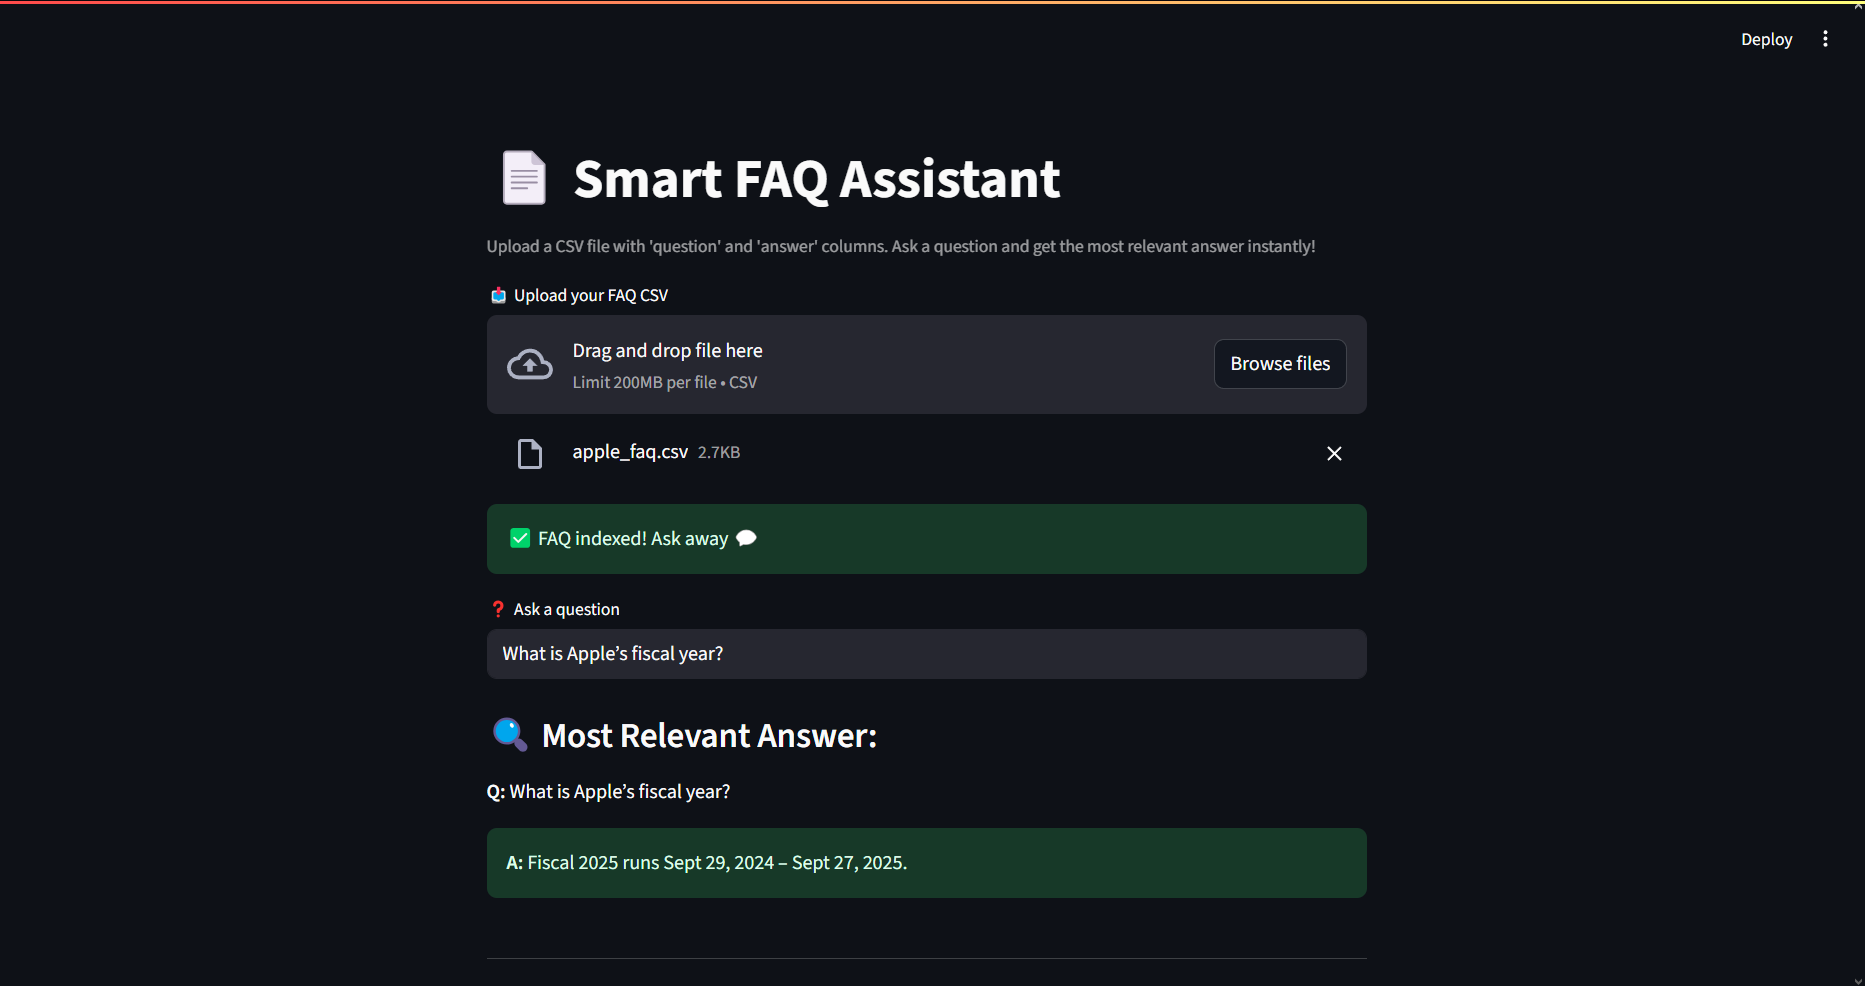 Deploy
Smart FAQ Assistant
Upload a CSV file with 'question' and 'answer' columns. Ask a question and get the most relevant answer instantly!
Upload your FAQ CSV
Drag and drop file here
Limit 200MB per file • CSV
Browse files
apple_faq.csv 2.7KB
FAQ indexed! Ask away
Ask a question
What is Apple’s fiscal year?
Most Relevant Answer:
Q: What is Apple’s fiscal year?
A: Fiscal 2025 runs Sept 29, 2024 – Sept 27, 2025.